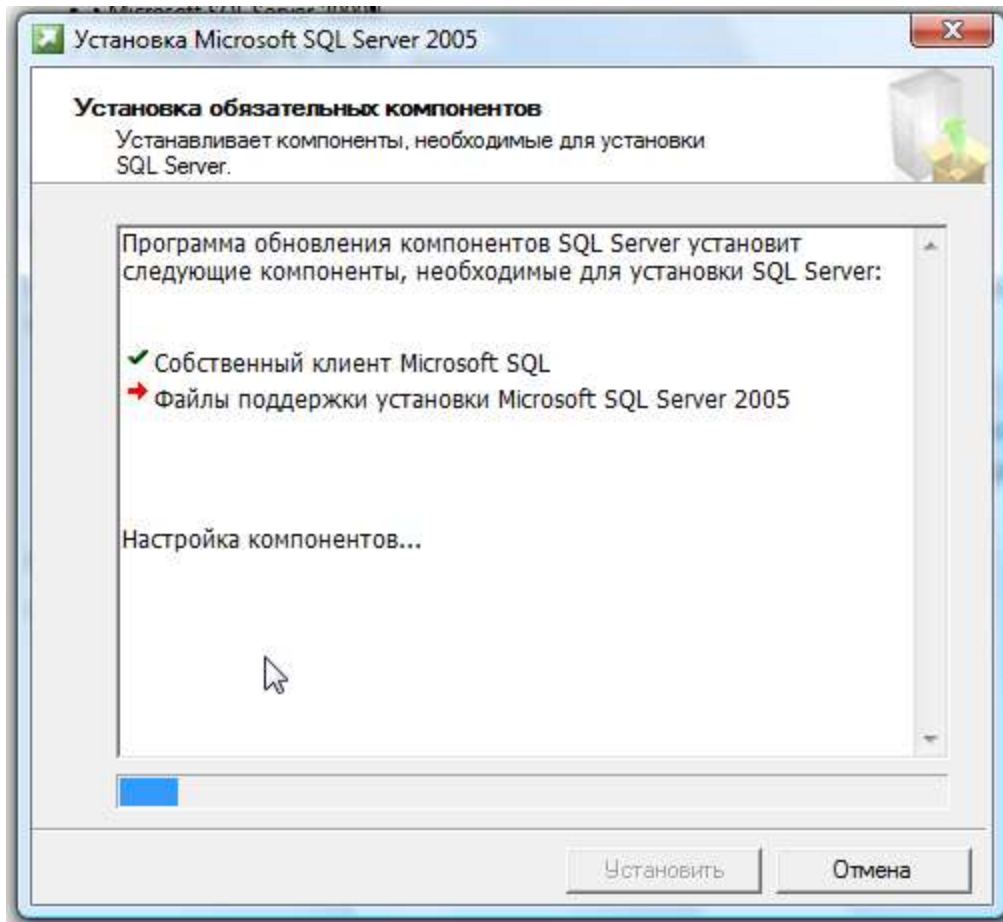 Установка Microsoft SQL Server 2005
Установка обязательных компонентов
Устанавливает компоненты, необходимые для установки
SQL Server.
Программа обновления компонентов SQL Server установит
следующие компоненты, необходимые для установки SQL Server:
Собственный клиент Microsoft SQL
Файлы поддержки установки Microsoft SQL Server 2005
Настройка компонентов...
Установить
Отмена